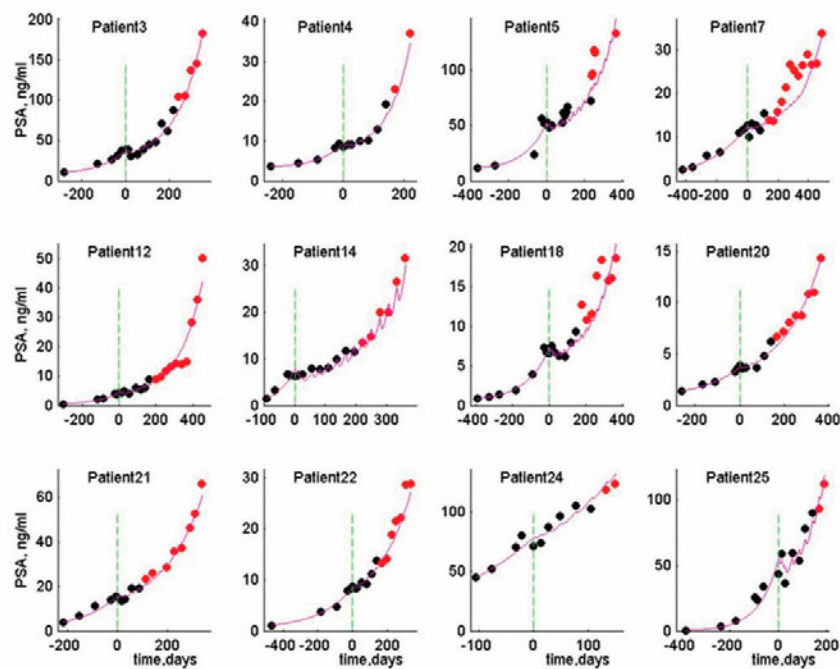 Patient3 Patient4 Patient5 Patient7
PSA, ng/ml
200
150
100
50
0
-200 0 200
40
30
20
10
0
-200 0 200
100
50
0
-400 -200 0 200 400
30
20
10
0
-400 -200 0 200 400
Patient12 Patient14 Patient18 Patient20
PSA, ng/ml
50
40
30
20
10
0
-200 0 200 400
30
20
10
0
-100 0 100 200 300
20
15
10
5
0
-400 -200 0 200 400
15
10
5
0
-200 0 200 400
Patient21 Patient22 Patient24 Patient25
PSA, ng/ml
60
40
20
0
-200 0 200
time,days
30
20
10
0
-400 -200 0 200
time,days
100
50
0
-100 0 100
time,days
100
50
0
-400 -200 0 200
time,days